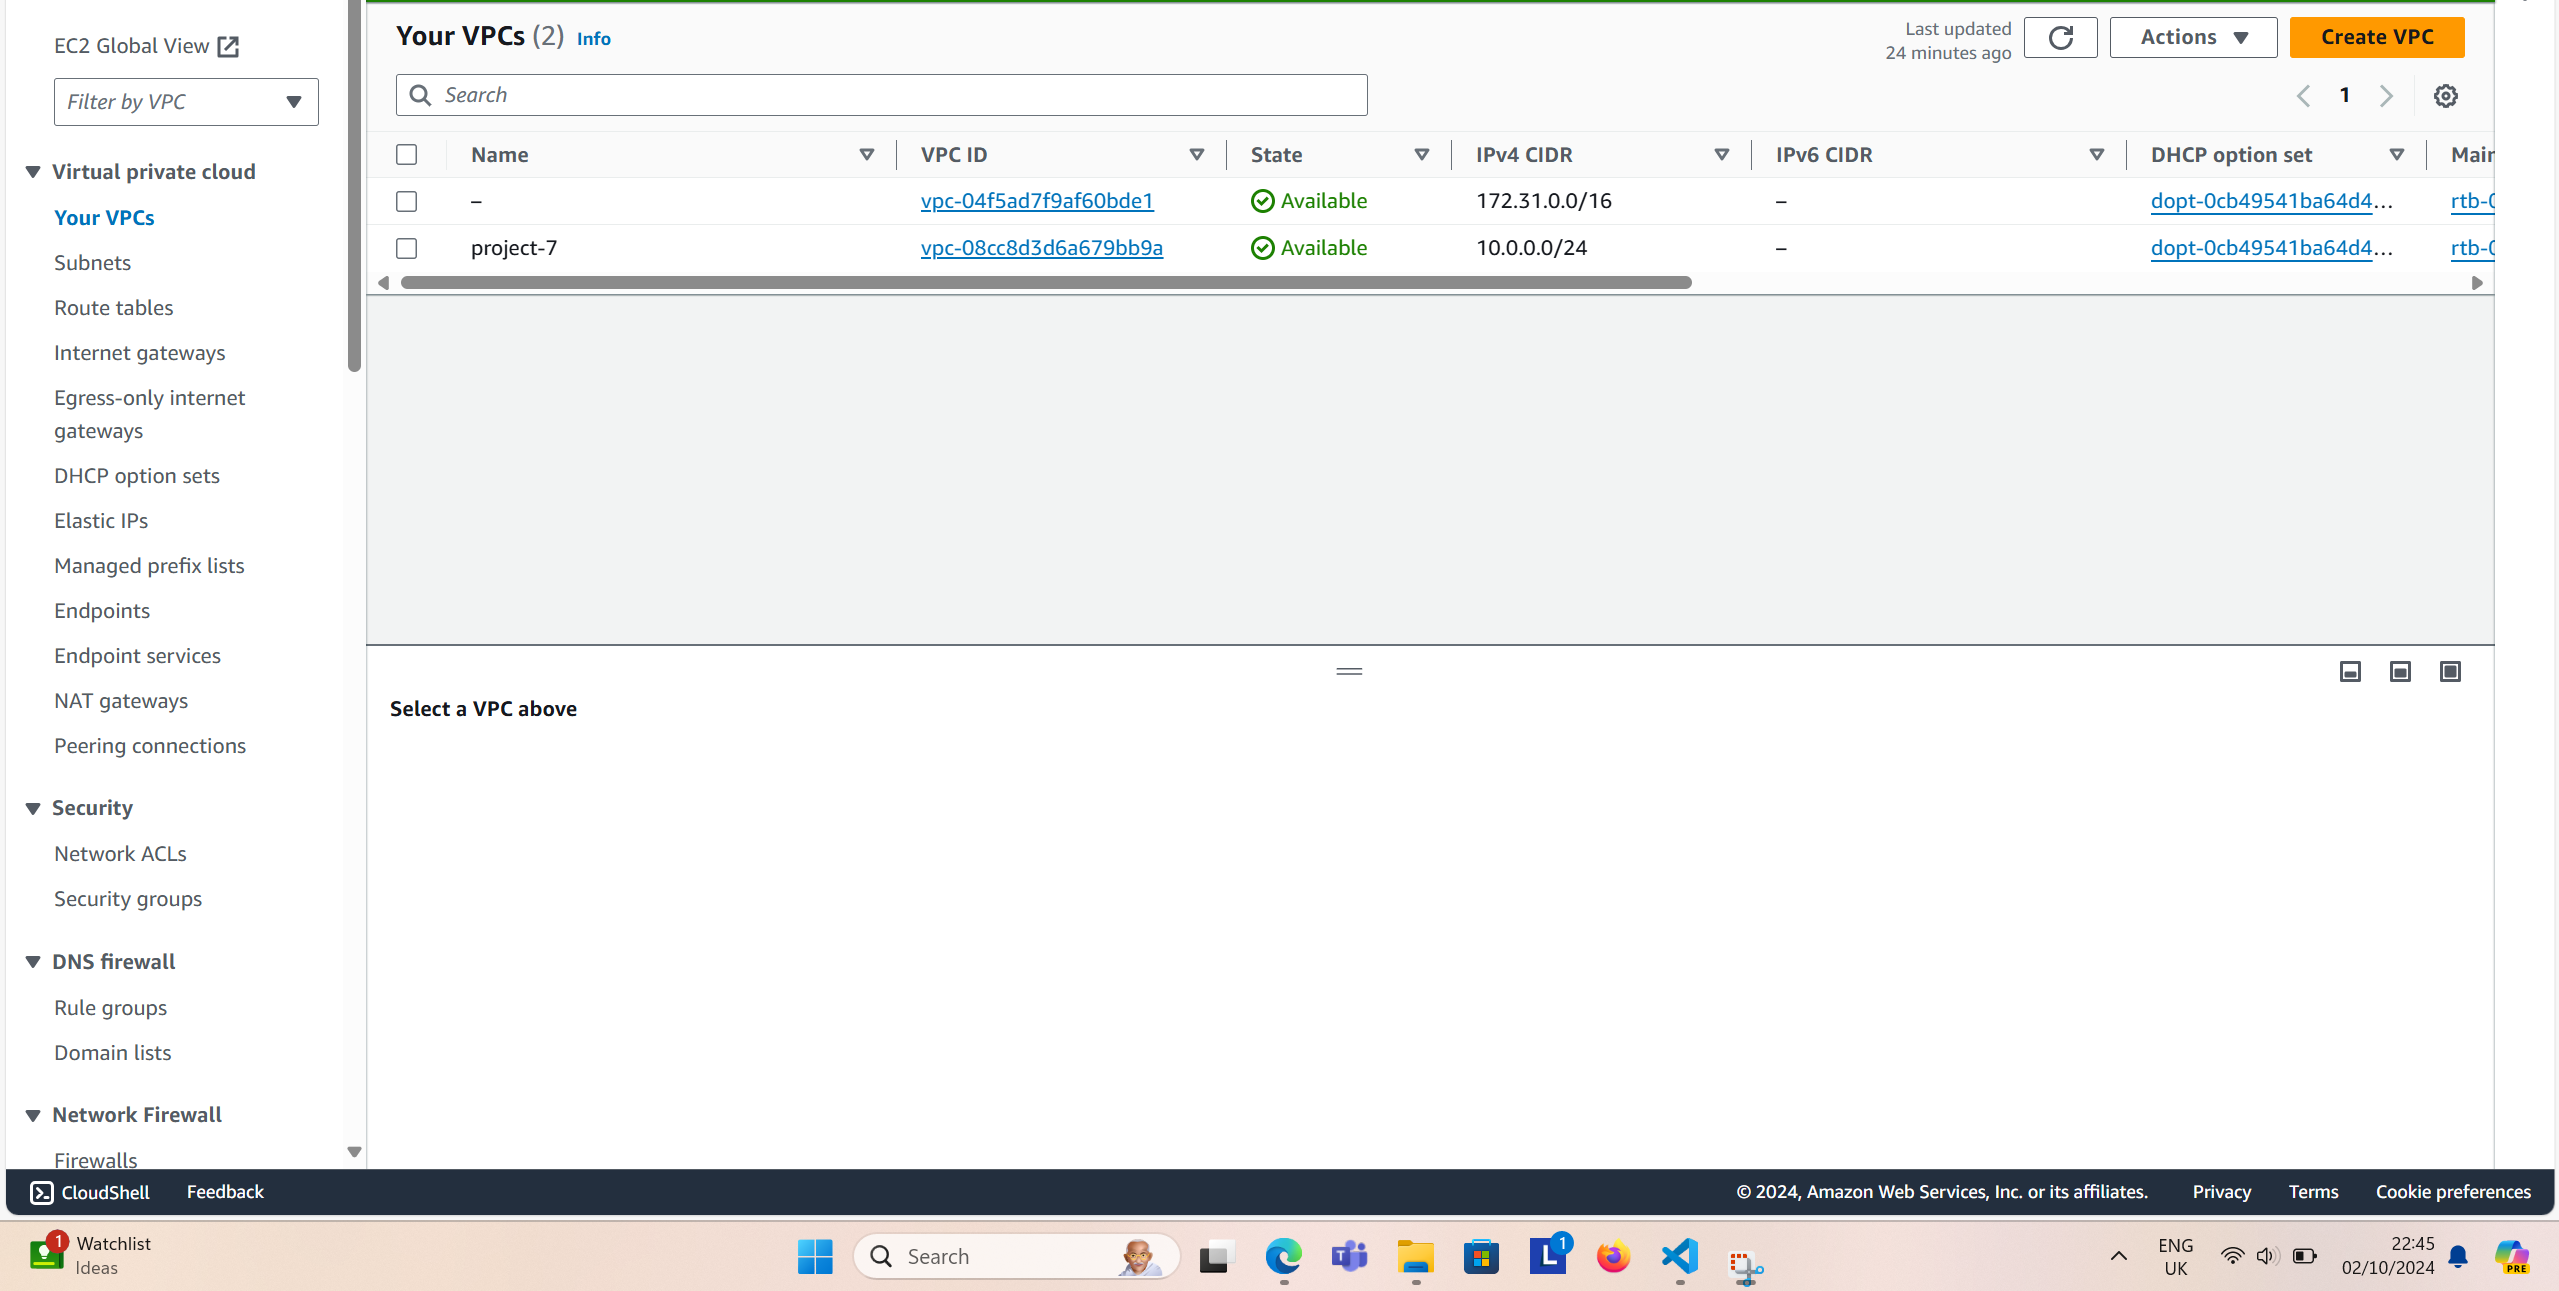 EC2 Global View
Filter by VPC
Virtual private cloud
Your VPCs
Subnets
Route tables
Internet gateways
Egress-only internet
gateways
DHCP option sets
Elastic IPs
Managed prefix lists
Endpoints
Endpoint services
NAT gateways
Peering connections
Security
Network ACLs
Security groups
DNS firewall
Rule groups
Domain lists
Network Firewall
Firewalls
Your VPCs (2) Info
Last updated
24 minutes ago
Actions
Create VPC
Search
1
Name VPC ID State IPv4 CIDR IPv6 CIDR DHCP option set Main
– vpc-04f5ad7f9af60bde1 Available 172.31.0.0/16 – dopt-0cb49541ba64d4... rtb-0
project-7 vpc-08cc8d3d6a679bb9a Available 10.0.0.0/24 – dopt-0cb49541ba64d4... rtb-0
Select a VPC above
CloudShell Feedback © 2024, Amazon Web Services, Inc. or its affiliates. Privacy Terms Cookie preferences
1
Watchlist
Ideas
Search
T
L
1
ENG
UK
22:45
02/10/2024
PRE